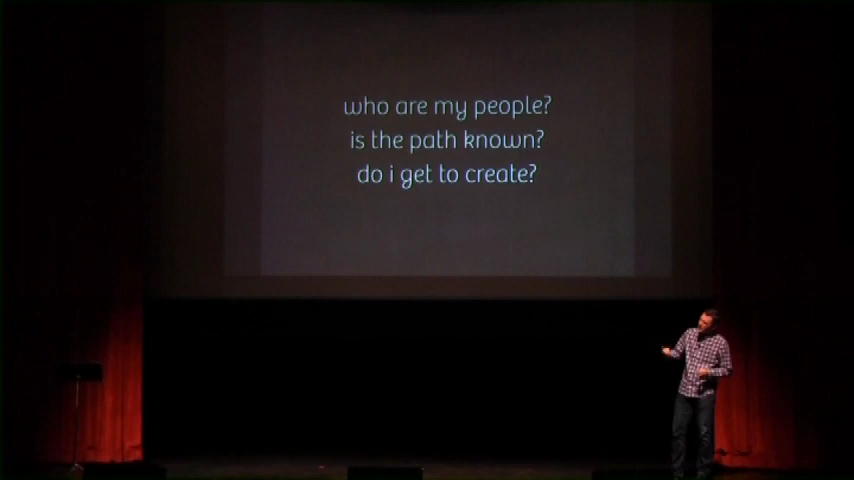 who are my people?
is the path known?
do i get to create?